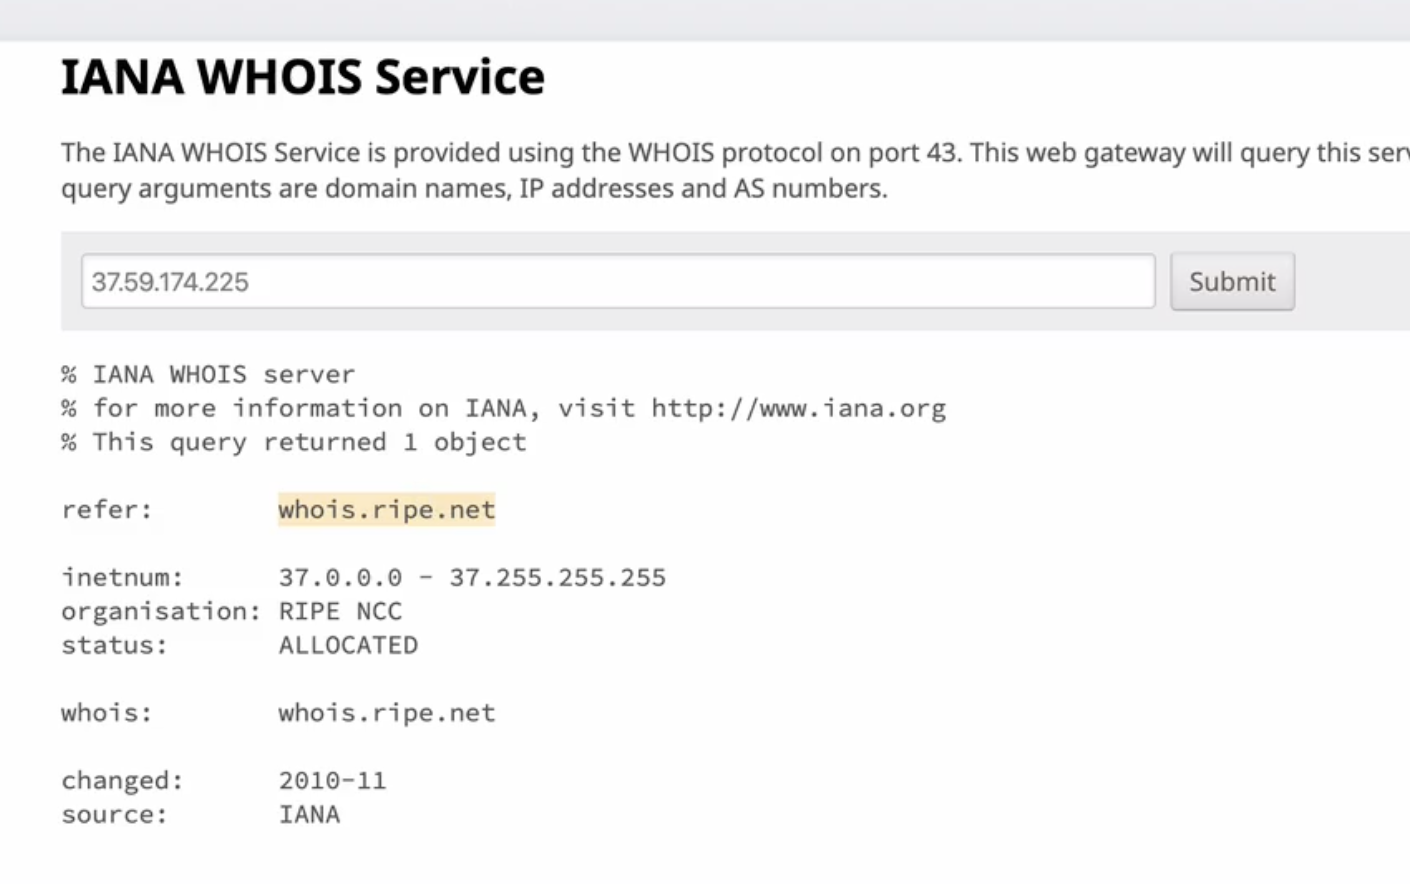 IANA WHOIS Service
The IANA WHOIS Service is provided using the WHOIS protocol on port 43. This web gateway will query this
query arguments are domain names, IP addresses and AS numbers.
37.59.174.225
Submit
% IANA WHOIS server
% for more information on IANA, visit http://www.iana.org
% This query returned 1 object
refer: whois.ripe.net
inetnum: 37.0.0.0 - 37.255.255.255
organisation: RIPE NCC
status: ALLOCATED
whois: whois.ripe.net
changed: 2010-11
source: IANA